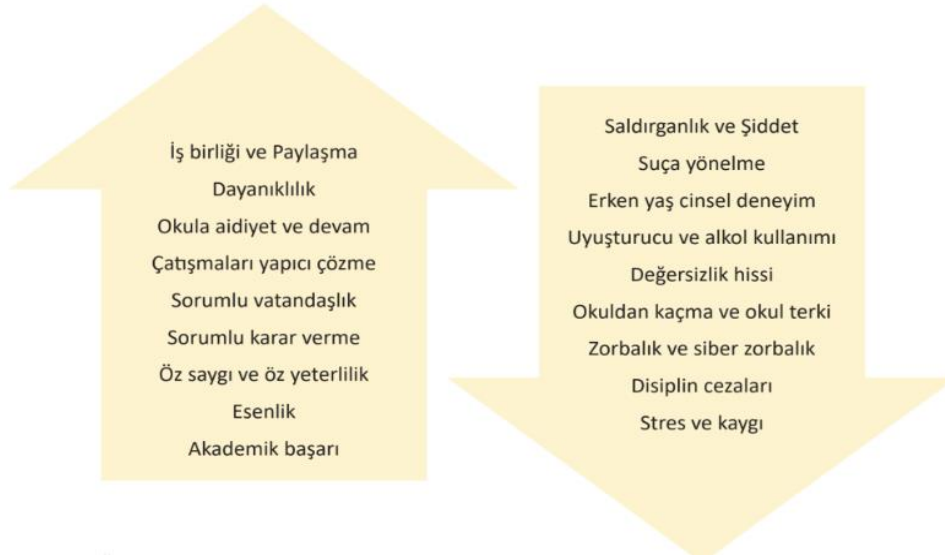 İş birliği ve Paylaşma
Dayanıklılık
Okula aidiyet ve devam
Çatışmaları yapıcı çözme
Sorumlu vatandaşlık
Sorumlu karar verme
Öz saygı ve öz yeterlilik
Esenlik
Akademik başarı
Saldırganlık ve Şiddet
Suça yönelme
Erken yaş cinsel deneyim
Uyuşturucu ve alkol kullanımı
Değersizlik hissi
Okuldan kaçma ve okul terki
Zorbalık ve siber zorbalık
Disiplin cezaları
Stres ve kaygı